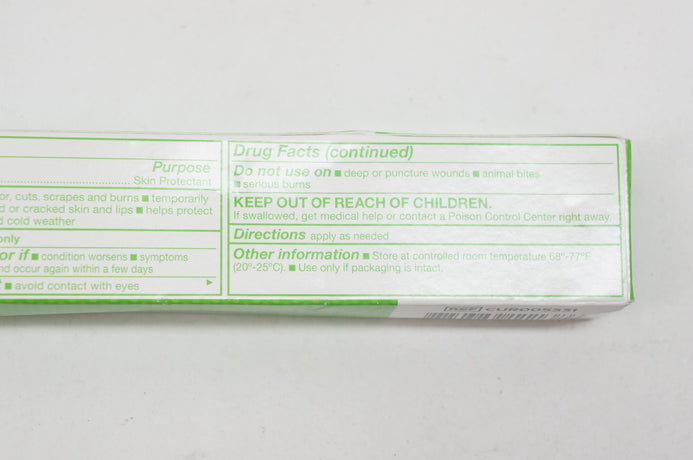 Purpose
Skin Protectant
or, cuts, scrapes and burns ■ temporarily
d or cracked skin and lips ■ helps protect
d cold weather
only
or if ■ condition worsens ■ symptoms
nd occur again within a few days
■ avoid contact with eyes
Drug Facts (continued)
Do not use on ■ deep or puncture wounds ■ animal bites
■ serious burns
KEEP OUT OF REACH OF CHILDREN.
If swallowed, get medical help or contact a Poison Control Center right away.
Directions apply as needed
Other information ■ Store at controlled room temperature 68°-77°F
(20°-25°C). ■ Use only if packaging is intact.
REF CUR005331